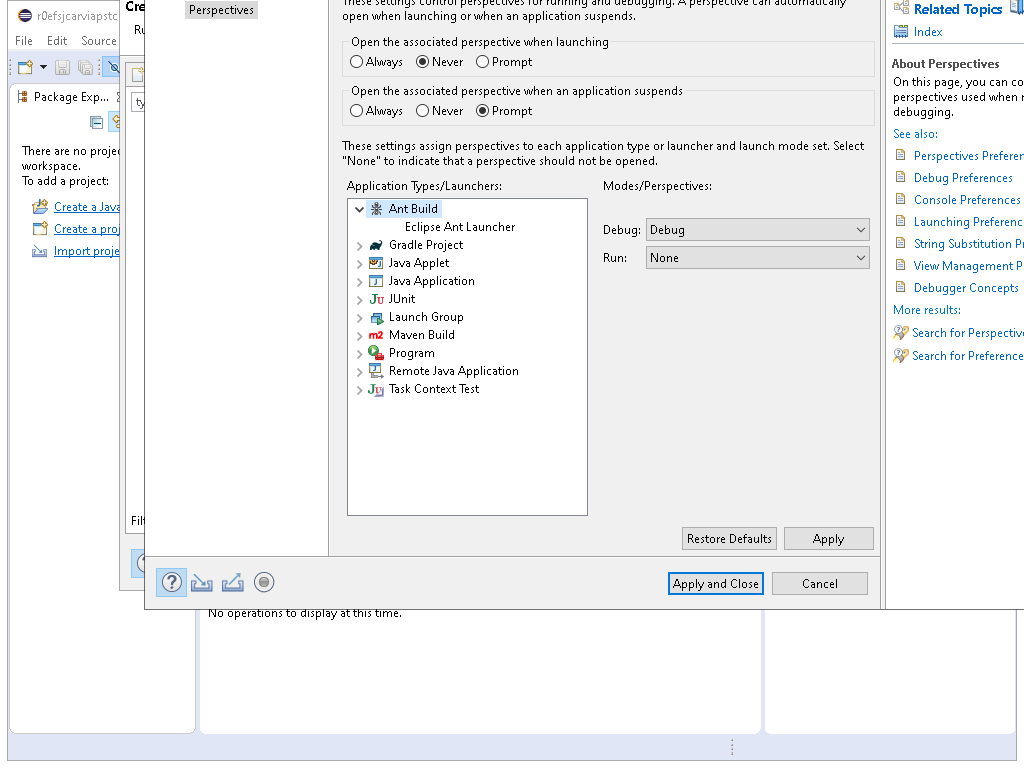 r0efsjcarviapstc
File Edit Source
Package Exp...
There are no proje
workspace.
To add a project:
Create a Java
Create a proj
Import proje
Cre
Ru
ty
Filt
Perspectives
These settings control perspectives for running and debugging. A perspective can automatically
open when launching or when an application suspends.
Open the associated perspective when launching
Always Never Prompt
Open the associated perspective when an application suspends
Always Never Prompt
These settings assign perspectives to each application type or launcher and launch mode set. Select
"None" to indicate that a perspective should not be opened.
Application Types/Launchers:
Ant Build
Eclipse Ant Launcher
Gradle Project
Java Applet
Java Application
JUnit
Launch Group
Maven Build
Program
Remote Java Application
Task Context Test
Modes/Perspectives:
Debug: Debug
Run: None
Restore Defaults Apply
Apply and Close Cancel
Related Topics
Index
About Perspectives
On this page, you can co
perspectives used when r
debugging.
See also:
Perspectives Preferen
Debug Preferences
Console Preferences
Launching Preferenc
String Substitution Pr
View Management P
Debugger Concepts
More results:
Search for Perspective
Search for Preference
No operations to display at this time.